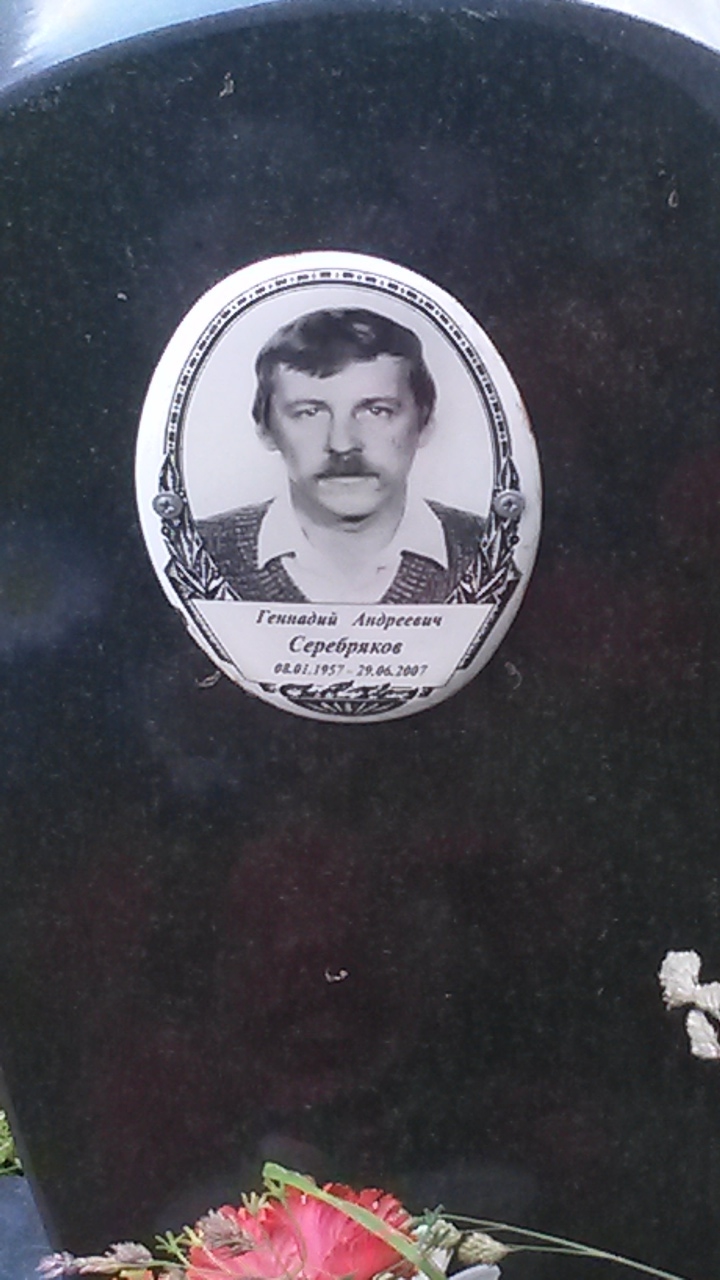 Геннадий Андреевич
Серебряков
08.01.1957 - 29.06.2007